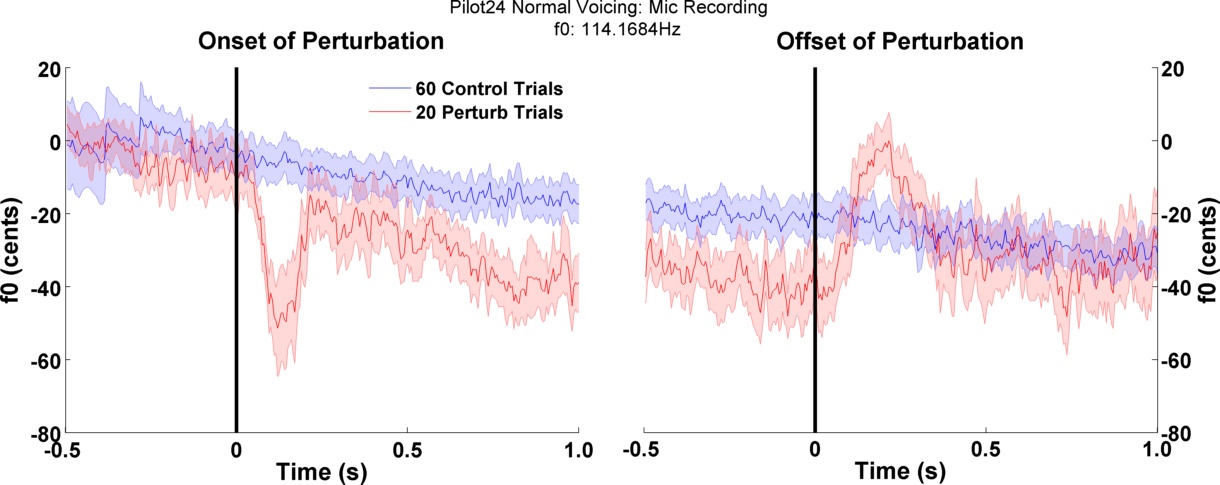 Pilot24 Normal Voicing: Mic Recording
f0: 114.1684Hz
Onset of Perturbation
Offset of Perturbation
60 Control Trials
20 Perturb Trials
20
0
-20
-40
-60
-80
f0 (cents)
-0.5
0
0.5
1.0
Time (s)
-0.5
0
0.5
1.0
Time (s)
20
0
-20
-40
-60
-80
f0 (cents)